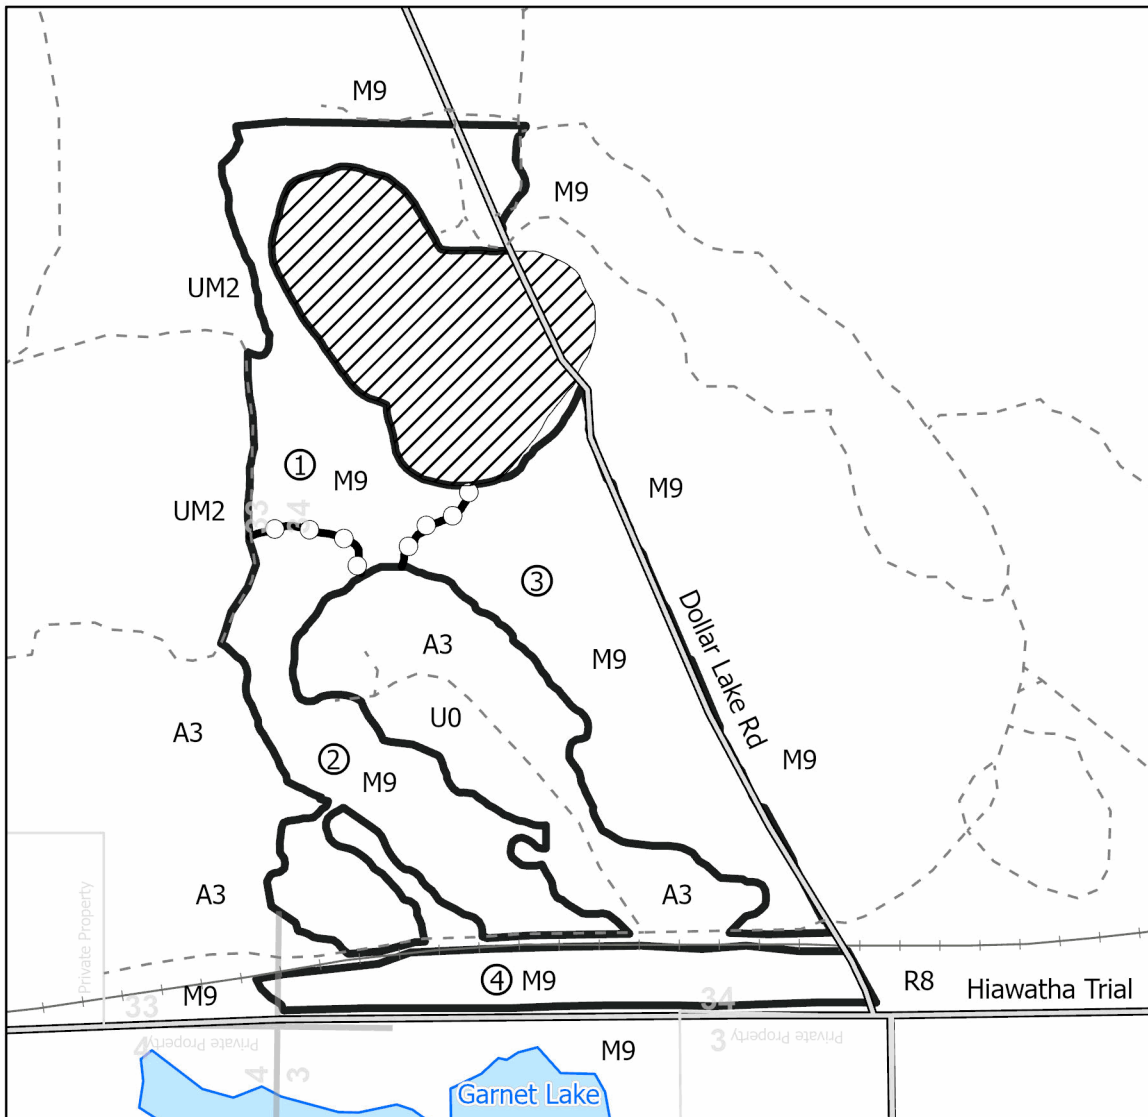 M9
M9
UM2
1
M9
M9
UM2
33
34
3
Dollar Lake Rd
A3
M9
U0
A3
2
M9
M9
A3
A3
Private Property
4
M9
R8
M9
Hiawatha Trial
33
34
4
Private Property
3
Private Property
M9
4
3
Garnet Lake